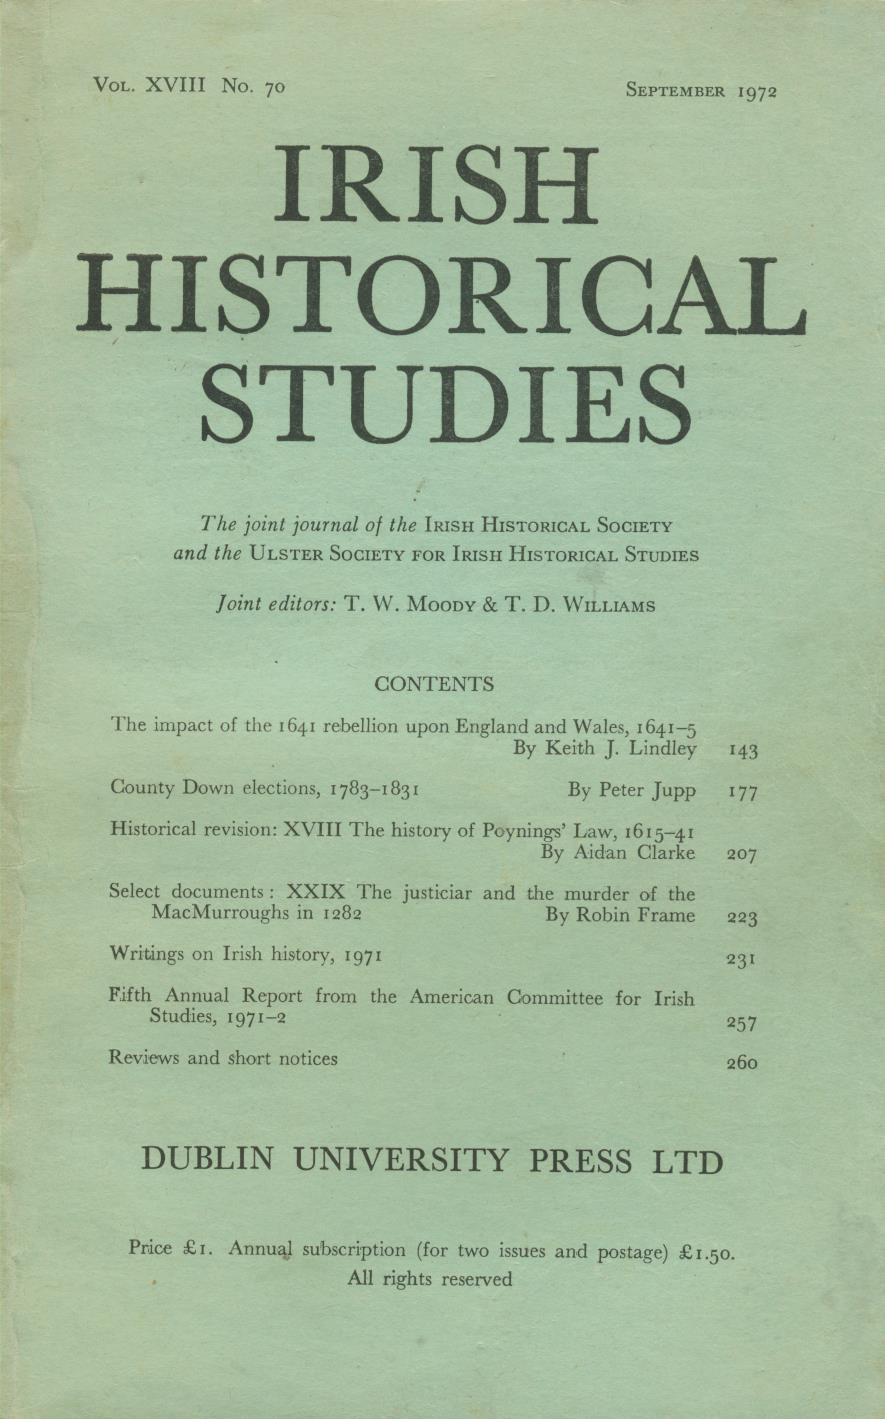 Vol. XVIII No. 70 September 1972
IRISH
HISTORICAL
STUDIES
The joint journal of the Irish Historical Society
and the Ulster Society for Irish Historical Studies
Joint editors: T. W. Moody & T. D. Williams
CONTENTS
The impact of the 1641 rebellion upon England and Wales, 1641–5
By Keith J. Lindley 143
County Down elections, 1783–1831 By Peter Jupp 177
Historical revision: XVIII The history of Poynings' Law, 1615–41
By Aidan Clarke 207
Select documents: XXIX The justiciar and the murder of the
MacMurroughs in 1282 By Robin Frame 223
Writings on Irish history, 1971 231
Fifth Annual Report from the American Committee for Irish
Studies, 1971–2 257
Reviews and short notices 260
DUBLIN UNIVERSITY PRESS LTD
Price £1. Annual subscription (for two issues and postage) £1.50.
All rights reserved